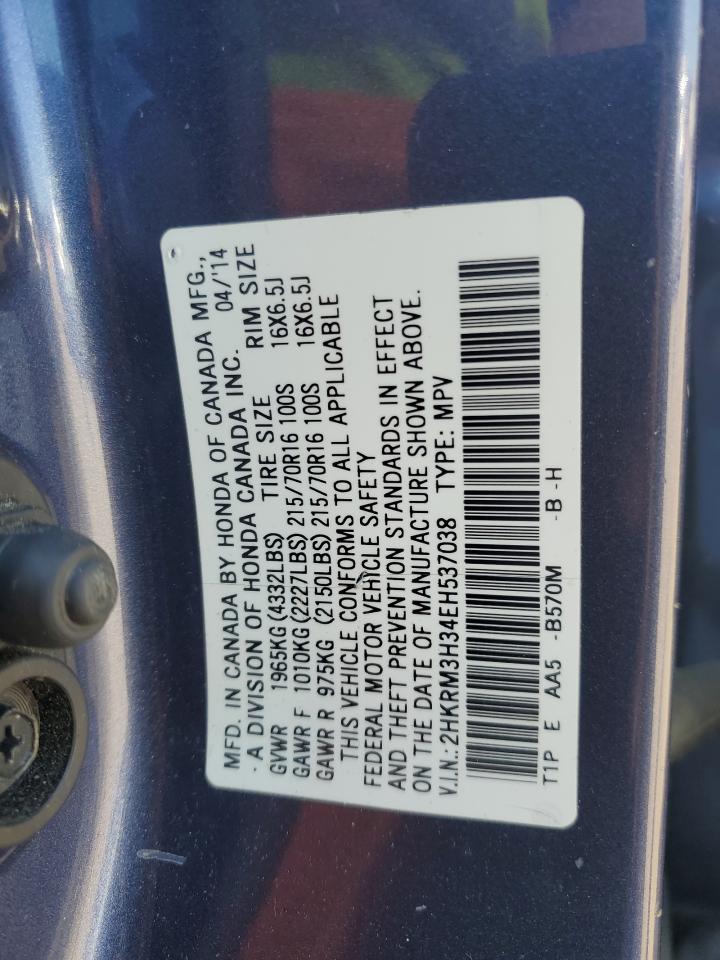 MFD. IN CANADA BY HONDA OF CANADA MFG.,
- A DIVISION OF HONDA CANADA INC. 04/'14
GVWR 1965KG(4332LBS) TIRE SIZE RIM SIZE
GAWR F 1010KG(2227LBS) 215/70R16 100S 16X6.5J
GAWR R 975KG (2150LBS) 215/70R16 100S 16X6.5J
THIS VEHICLE CONFORMS TO ALL APPLICABLE
FEDERAL MOTOR VEHICLE SAFETY
AND THEFT PREVENTION STANDARDS IN EFFECT
ON THE DATE OF MANUFACTURE SHOWN ABOVE.
V.I.N.:2HKRM3H34EH537038 TYPE: MPV
T1P E AA5 -B570M -B -H